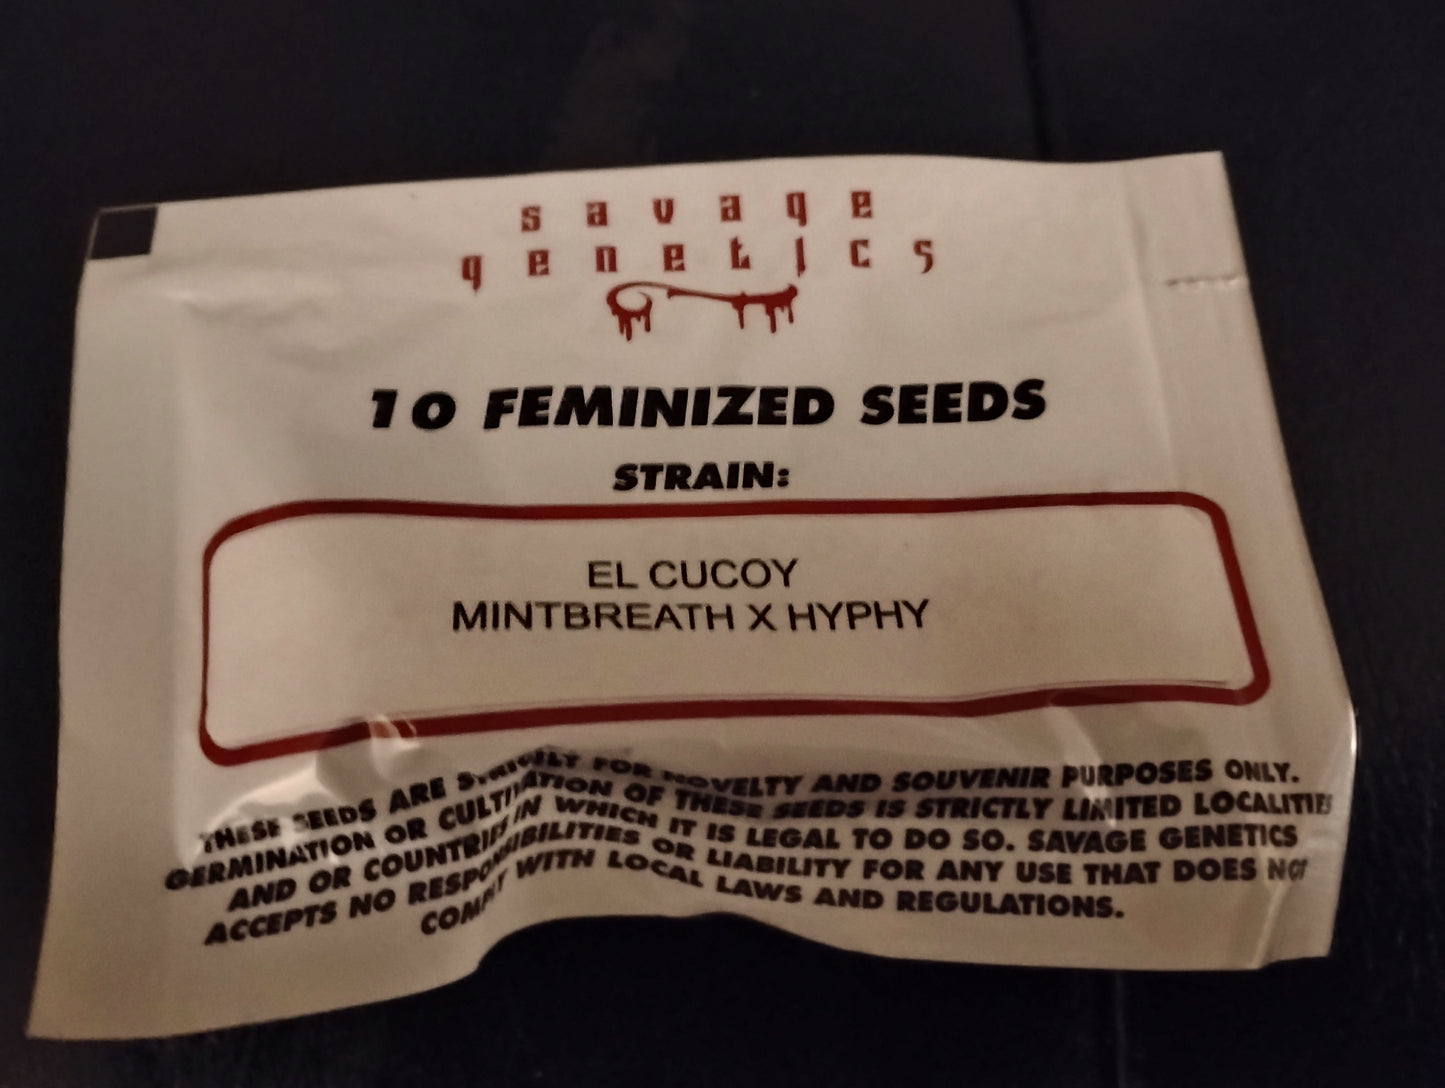 savage
genetics
10 FEMINIZED SEEDS
STRAIN:
EL CUCOY
MINTBREATH X HYPHY
THESE SEEDS ARE STRICTLY FOR NOVELTY AND SOUVENIR PURPOSES ONLY.
GERMINATION OR CULTIVATION OF THESE SEEDS IS STRICTLY LIMITED LOCALITIES
AND OR COUNTRIES IN WHICH IT IS LEGAL TO DO SO. SAVAGE GENETICS
ACCEPTS NO RESPONSIBILITIES OR LIABILITY FOR ANY USE THAT DOES NOT
COMPLY WITH LOCAL LAWS AND REGULATIONS.